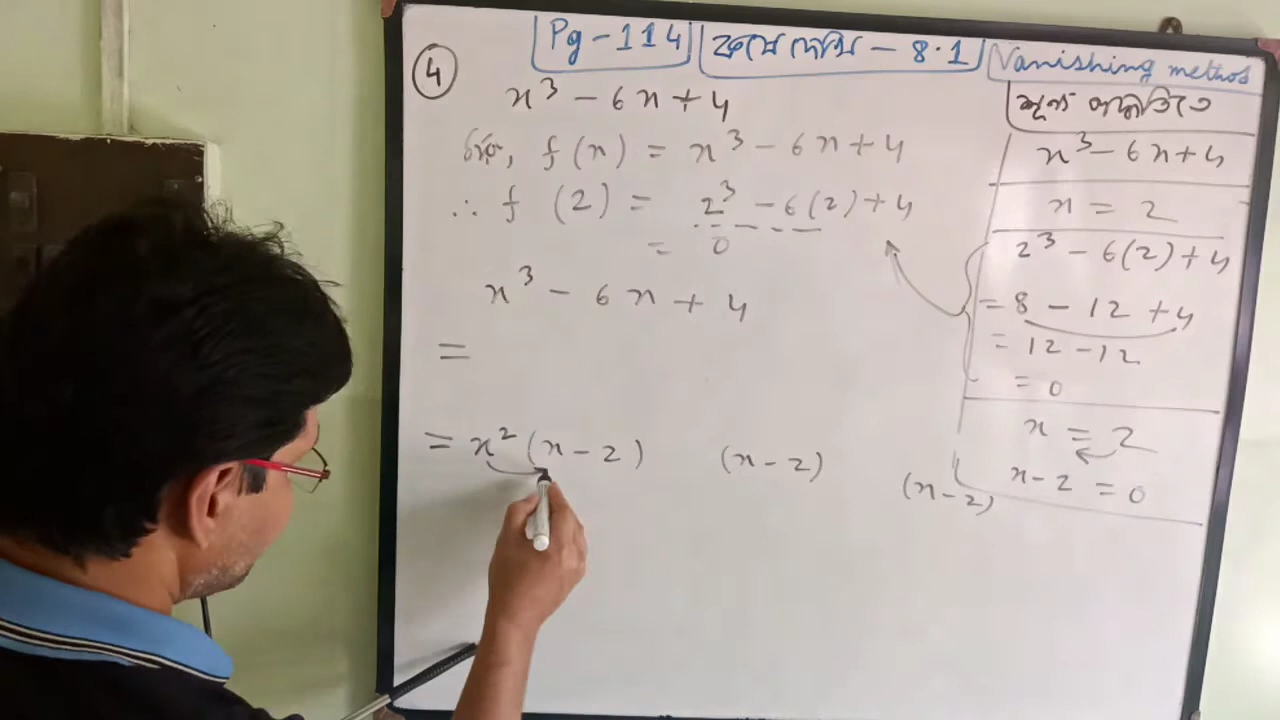 Pg - 114 কষে দেখি - 8.1 Vanishing method
শূন্য পদ্ধতিতে
④
x³ - 6x + 4
ধরি, f(x) = x³ - 6x + 4
∴ f (2) = 2³ - 6(2) + 4
= 0
x³ - 6x + 4
=
= x² (x - 2) (x - 2) (x - 2)
x³ - 6x + 4
x = 2
2³ - 6(2) + 4
= 8 - 12 + 4
= 12 - 12
= 0
x = 2
x - 2 = 0